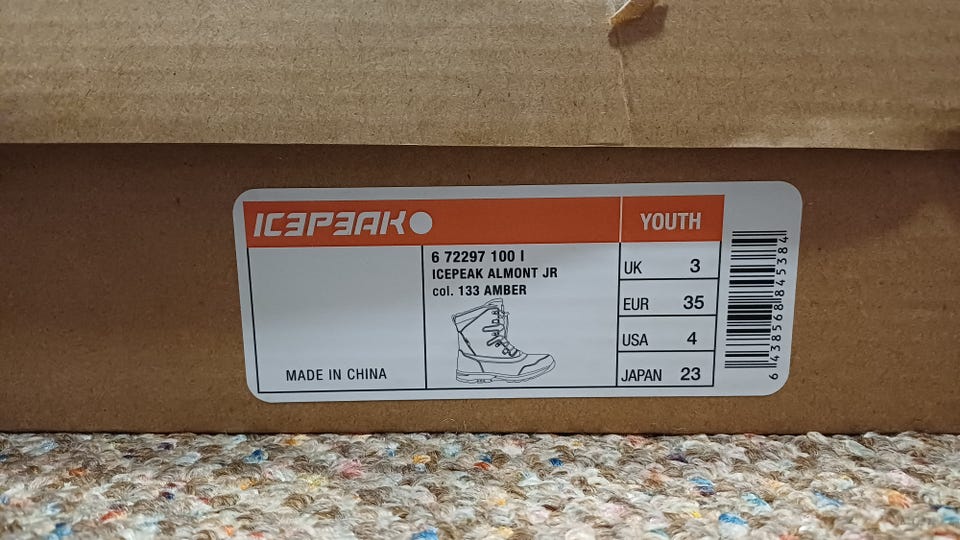 ICEPEAK
YOUTH
6 72297 100 I
ICEPEAK ALMONT JR
col. 133 AMBER
MADE IN CHINA
UK 3
EUR 35
USA 4
JAPAN 23
6 438568 845384